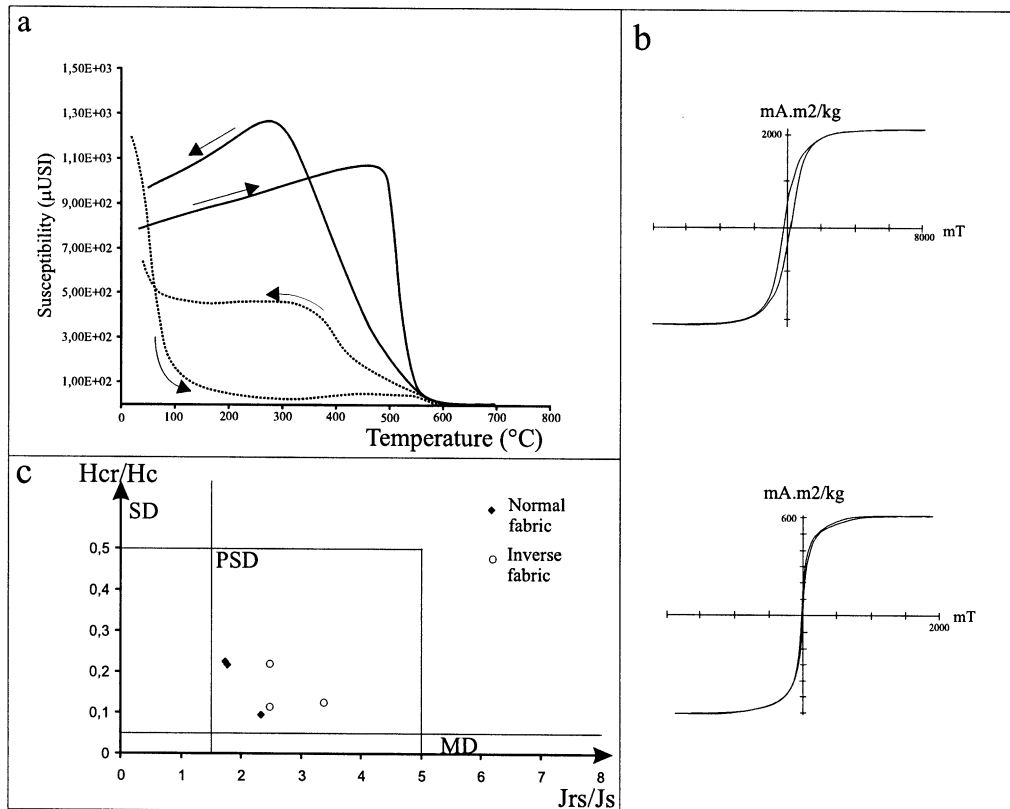 a
1,50E+03
1,30E+03
1,10E+03
9,00E+02
7,00E+02
5,00E+02
3,00E+02
1,00E+02
Susceptibility (µUSI)
0 100 200 300 400 500 600 700 800
Temperature (°C)
b
mA.m2/kg
2000
8000 mT
mA.m2/kg
600
2000 mT
c
Hcr/Hc
SD
PSD
MD
0,5
0,3
0,2
0,1
0
0 1 2 3 4 5 6 7 8
Jrs/Js
Normal
fabric
Inverse
fabric